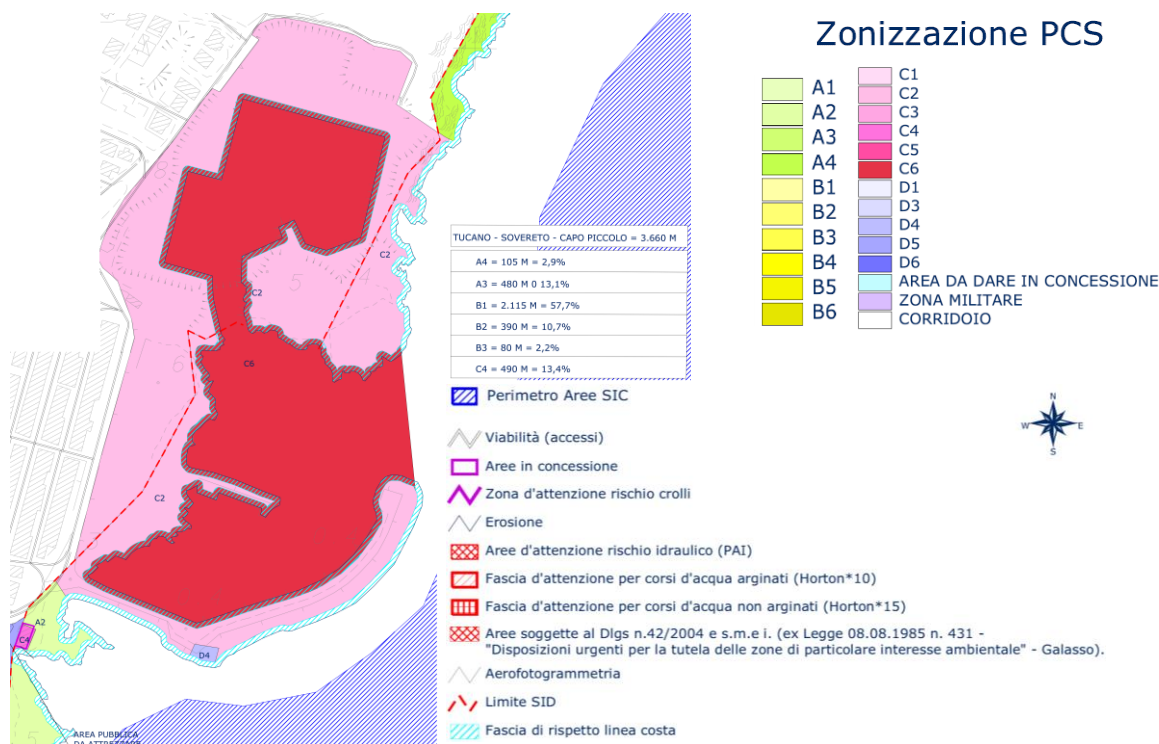 Zonizzazione PCS
A1
A2
A3
A4
B1
B2
B3
B4
B5
B6
C1
C2
C3
C4
C5
C6
D1
D3
D4
D5
D6
AREA DA DARE IN CONCESSIONE
ZONA MILITARE
CORRIDOIO
TUCANO - SOVERETO - CAPO PICCOLO = 3.660 M
A4 = 105 M = 2,9%
A3 = 480 M 0 13,1%
B1 = 2.115 M = 57,7%
B2 = 390 M = 10,7%
B3 = 80 M = 2,2%
C4 = 490 M = 13,4%
Perimetro Aree SIC
Viabilità (accessi)
Aree in concessione
Zona d'attenzione rischio crolli
Erosione
Aree d'attenzione rischio idraulico (PAI)
Fascia d'attenzione per corsi d'acqua arginati (Horton*10)
Fascia d'attenzione per corsi d'acqua non arginati (Horton*15)
Aree soggette al Dlgs n.42/2004 e s.m.e i. (ex Legge 08.08.1985 n. 431 -
"Disposizioni urgenti per la tutela delle zone di particolare interesse ambientale" - Galasso).
Aerofotogrammetria
Limite SID
Fascia di rispetto linea costa
N
W E
S
C2
C2
C6
C2
A2
C4
D4
AREA PUBBLICA